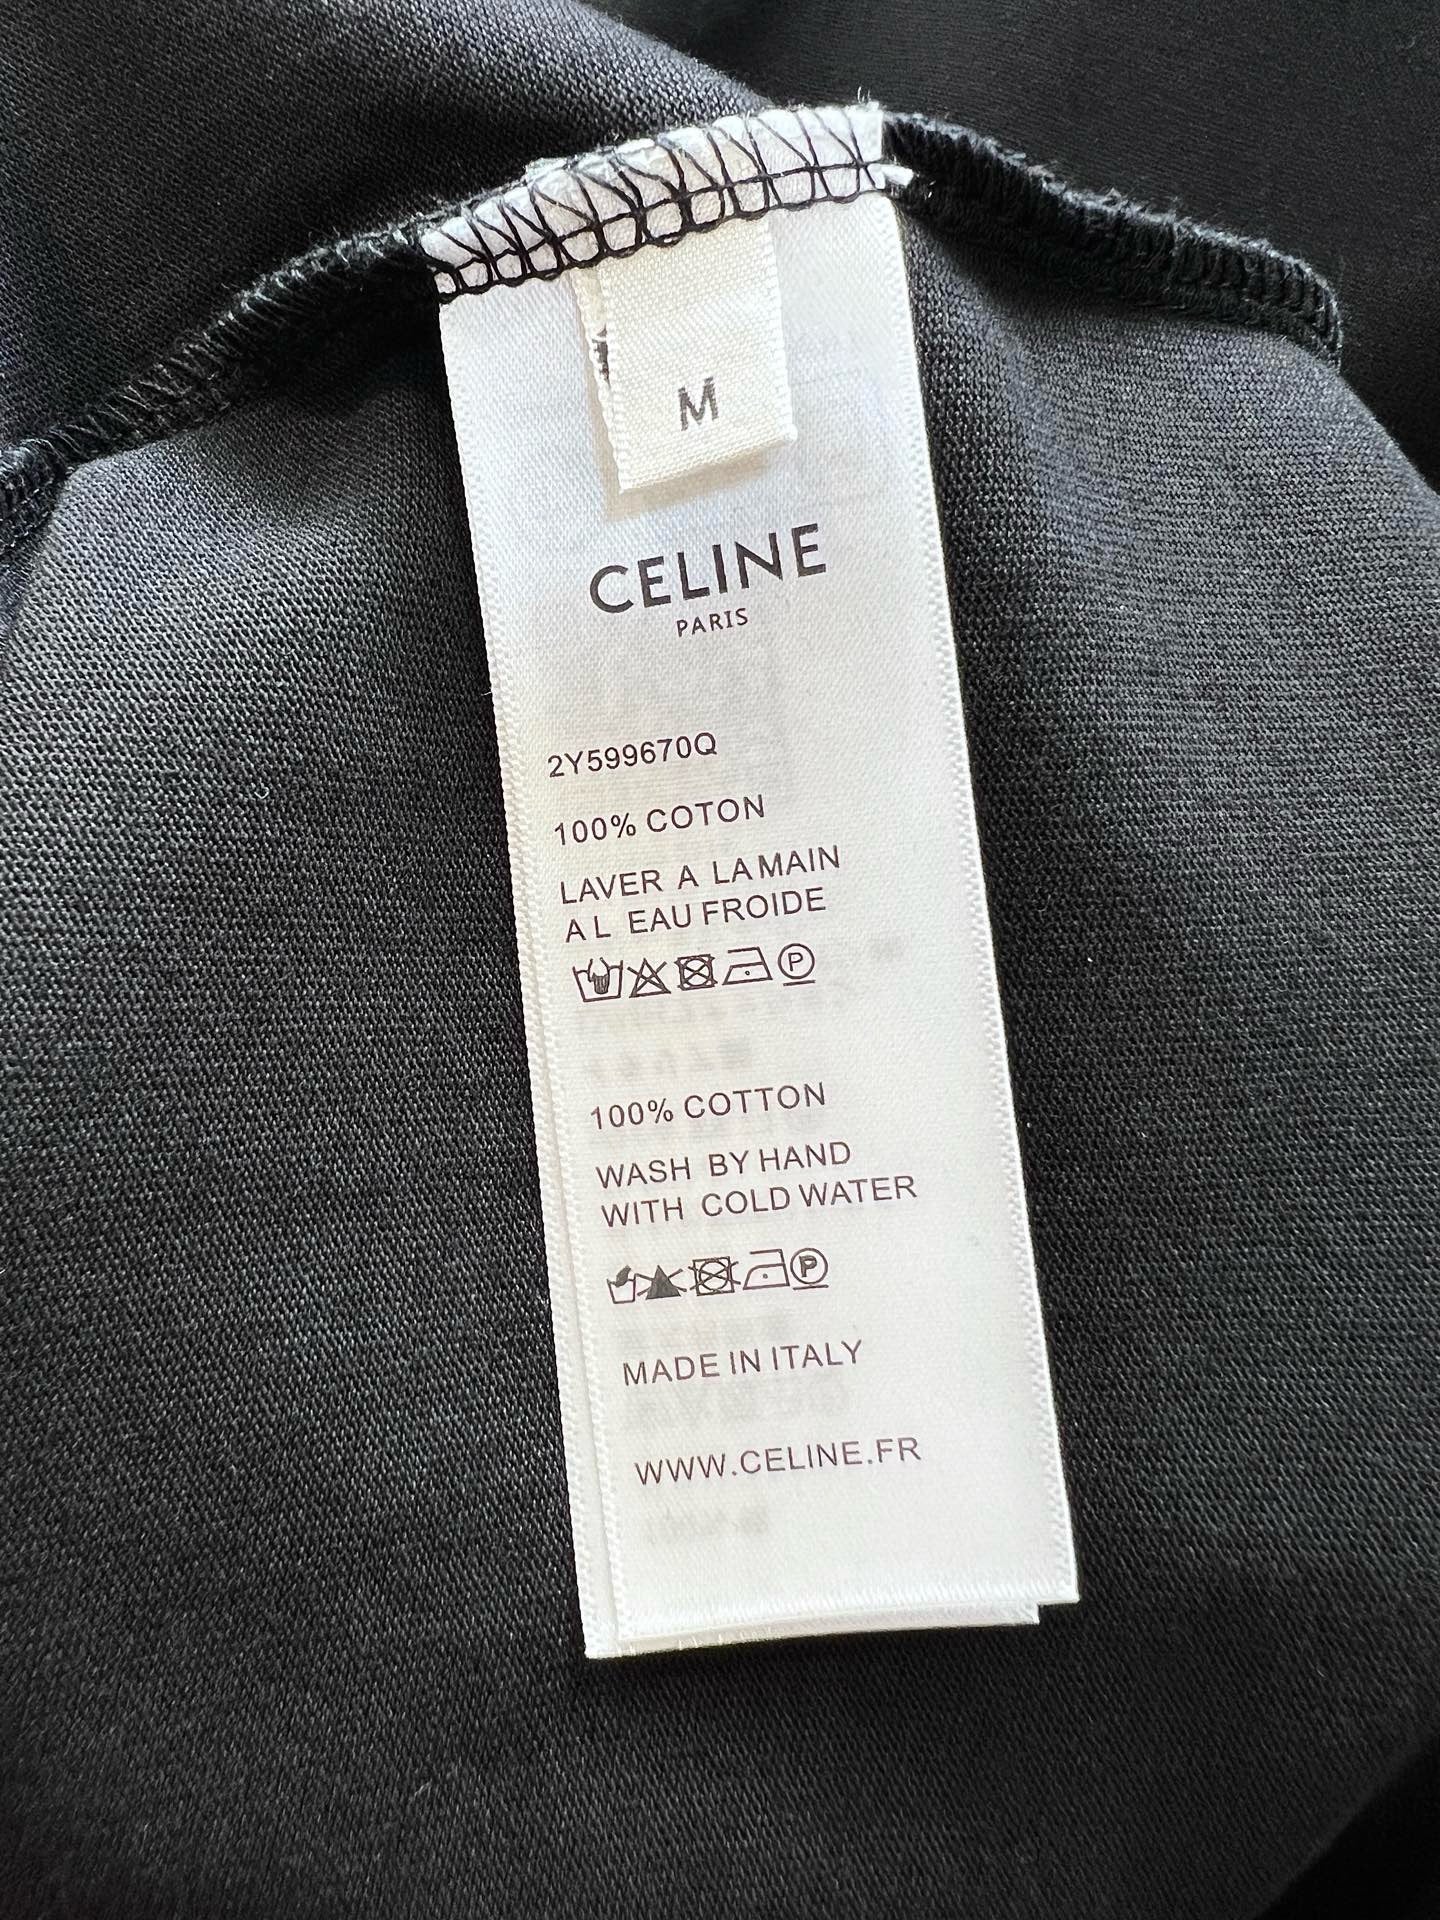 M
CELINE
PARIS
2Y599670Q
100% COTON
LAVER A LA MAIN
A L EAU FROIDE
P
100% COTTON
WASH BY HAND
WITH COLD WATER
P
MADE IN ITALY
WWW.CELINE.FR